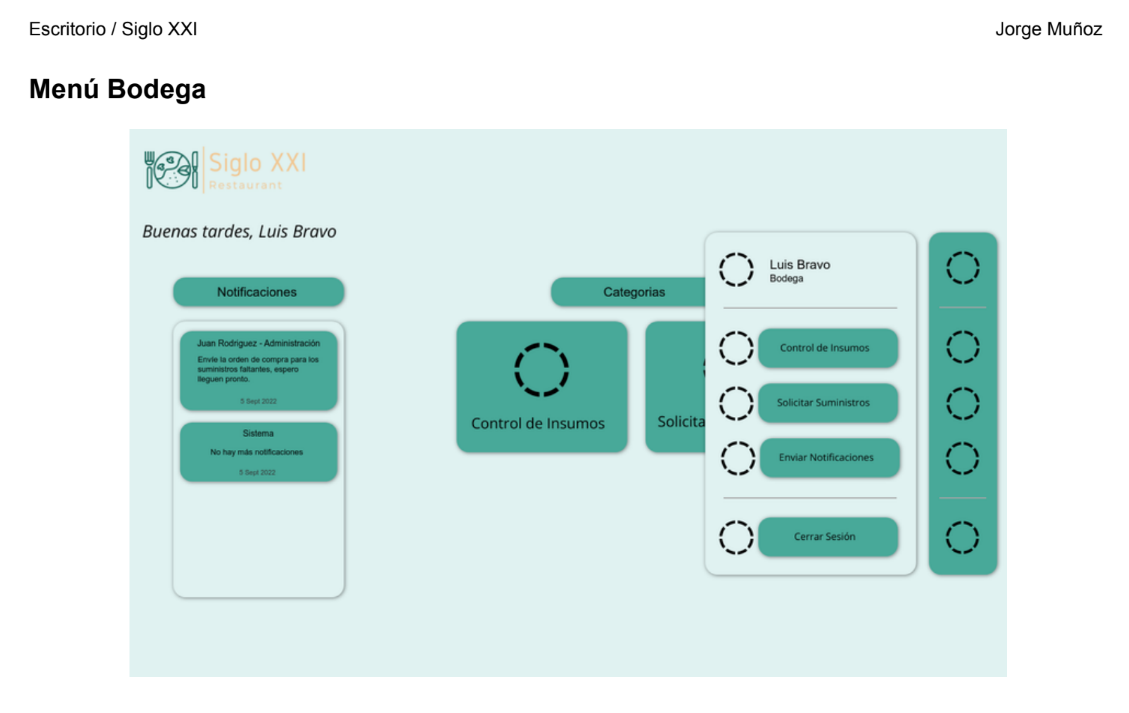 Escritorio / Siglo XXI
Jorge Muñoz
Menú Bodega
Siglo XXI
Restaurant
Buenas tardes, Luis Bravo
Notificaciones
Juan Rodriguez - Administración
Envie la orden de compra para los
suministros faltantes, espero
lleguen pronto.
5 Sept 2022
Sistema
No hay más notificaciones
5 Sept 2022
Categorias
Control de Insumos
Solicita
Luis Bravo
Bodega
Control de Insumos
Solicitar Suministros
Enviar Notificaciones
Cerrar Sesión